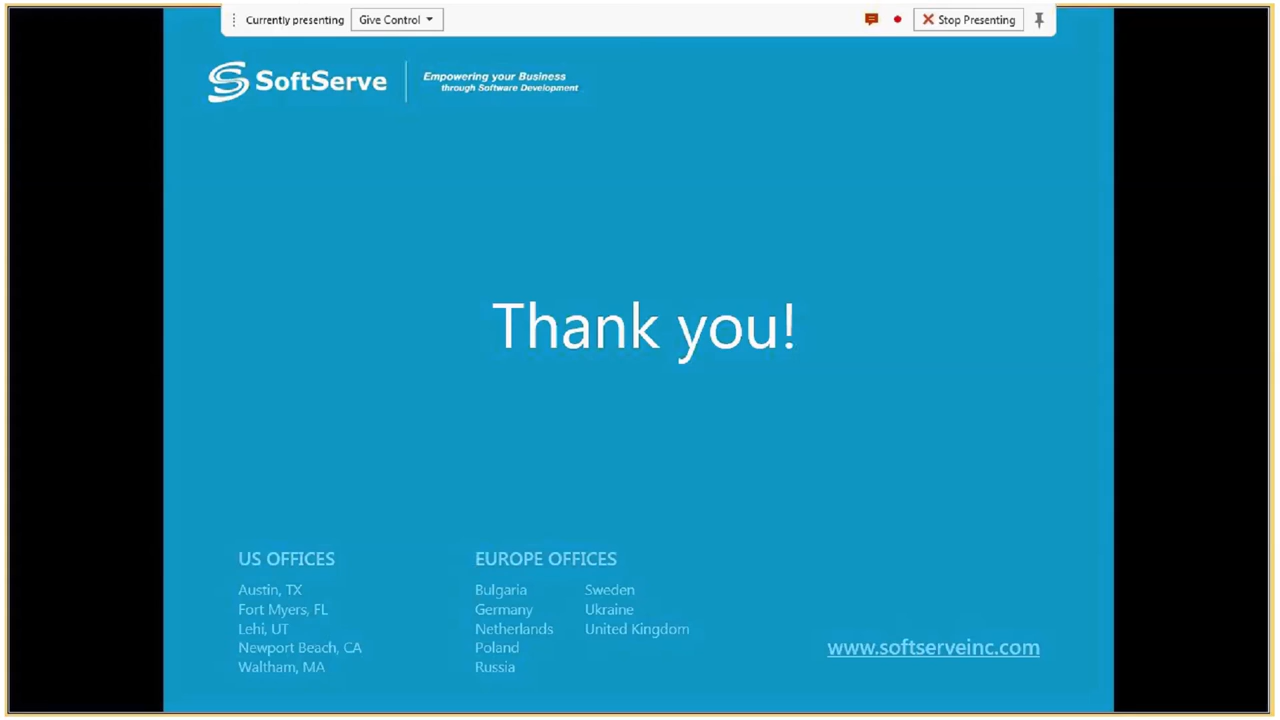 Currently presenting Give Control Stop Presenting
SoftServe
Empowering your Business
through Software Development
Thank you!
US OFFICES
Austin, TX
Fort Myers, FL
Lehi, UT
Newport Beach, CA
Waltham, MA
EUROPE OFFICES
Bulgaria
Germany
Netherlands
Poland
Russia
Sweden
Ukraine
United Kingdom
www.softserveinc.com